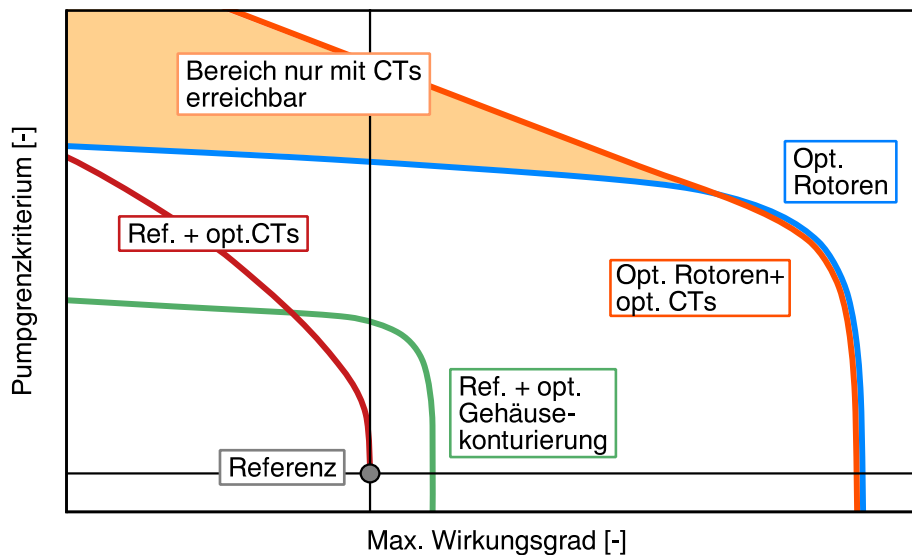 Pumpgrenzkriterium [-]
Bereich nur mit CTs
erreichbar
Opt.
Rotoren
Ref. + opt.CTs
Opt. Rotoren+
opt. CTs
Ref. + opt.
Gehäuse-
konturierung
Referenz
Max. Wirkungsgrad [-]